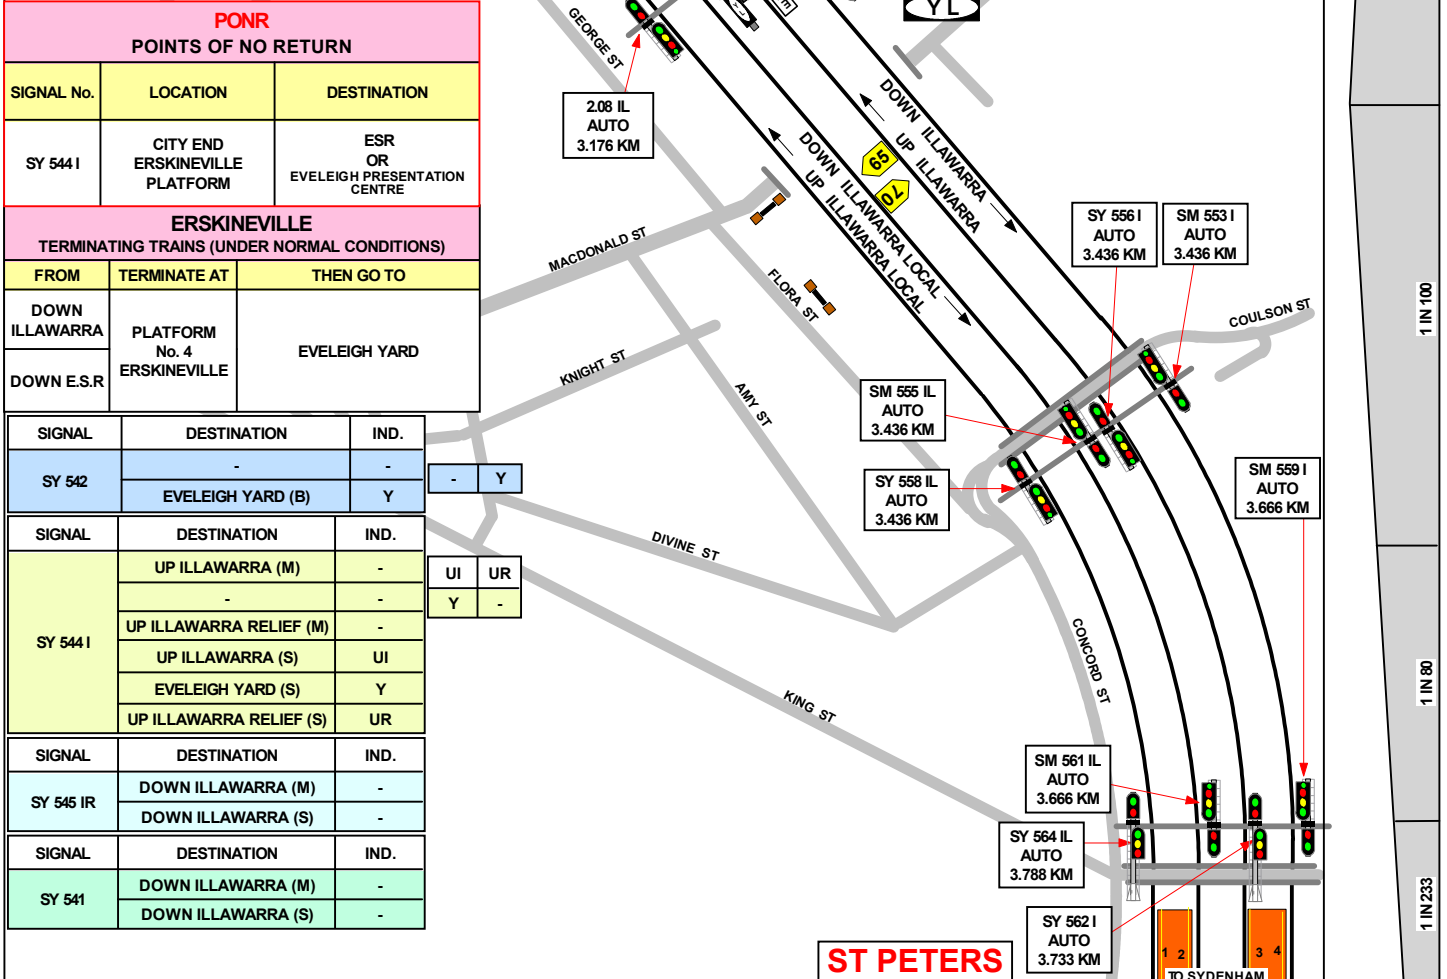 PONR
POINTS OF NO RETURN
SIGNAL No. LOCATION DESTINATION
SY 544 I
CITY END
ERSKINEVILLE
PLATFORM
ESR
OR
EVELEIGH PRESENTATION
CENTRE
ERSKINEVILLE
TERMINATING TRAINS (UNDER NORMAL CONDITIONS)
FROM TERMINATE AT THEN GO TO
DOWN
ILLAWARRA
DOWN E.S.R
PLATFORM
No. 4
ERSKINEVILLE
EVELEIGH YARD
SIGNAL DESTINATION IND.
SY 542
- -
EVELEIGH YARD (B) Y
- Y
SIGNAL DESTINATION IND.
SY 544 I
UP ILLAWARRA (M) -
- -
UP ILLAWARRA RELIEF (M) -
UP ILLAWARRA (S) UI
EVELEIGH YARD (S) Y
UP ILLAWARRA RELIEF (S) UR
UI UR
Y -
SIGNAL DESTINATION IND.
SY 545 IR
DOWN ILLAWARRA (M) -
DOWN ILLAWARRA (S) -
SIGNAL DESTINATION IND.
SY 541
DOWN ILLAWARRA (M) -
DOWN ILLAWARRA (S) -
GEORGE ST
YL
2.08 IL
AUTO
3.176 KM
DOWN ILLAWARRA
UP ILLAWARRA
DOWN ILLAWARRA LOCAL
UP ILLAWARRA LOCAL
65
70
MACDONALD ST
FLORA ST
KNIGHT ST
AMY ST
DIVINE ST
KING ST
CONCORD ST
COULSON ST
SY 556 I
AUTO
3.436 KM
SM 553 I
AUTO
3.436 KM
SM 555 IL
AUTO
3.436 KM
SY 558 IL
AUTO
3.436 KM
SM 559 I
AUTO
3.666 KM
SM 561 IL
AUTO
3.666 KM
SY 564 IL
AUTO
3.788 KM
SY 562 I
AUTO
3.733 KM
ST PETERS
1 2
3 4
TO SYDENHAM
1 IN 100
1 IN 80
1 IN 233